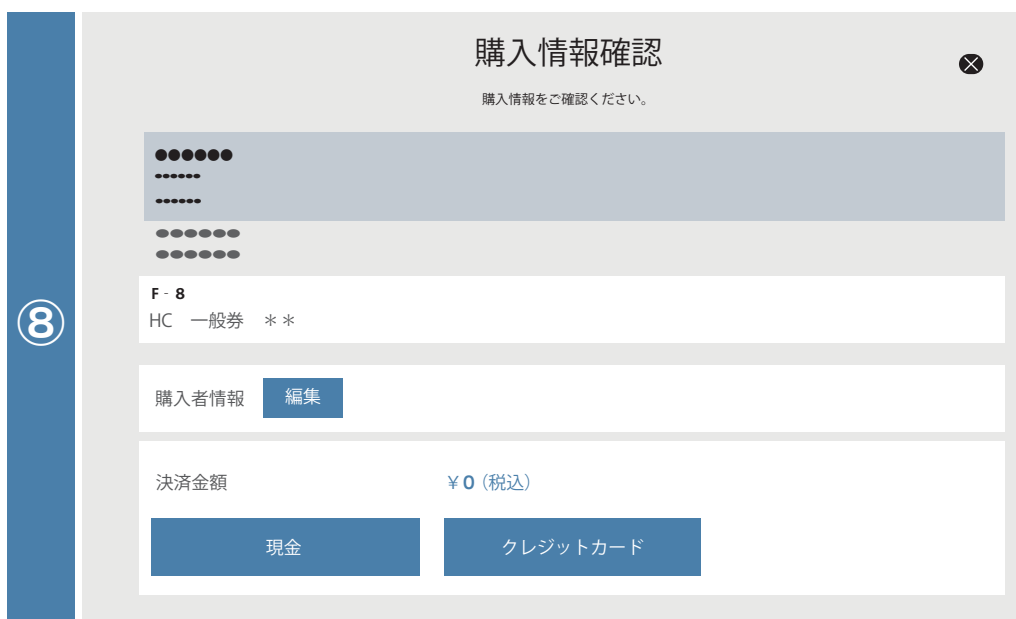 購入情報確認
購入情報をご確認ください。
●●●●●●
●●●●●●
●●●●●●
●●●●●●
●●●●●●
⑧
F - 8
HC　一般券　＊＊
購入者情報 編集
決済金額 ￥0（税込）
現金 クレジットカード